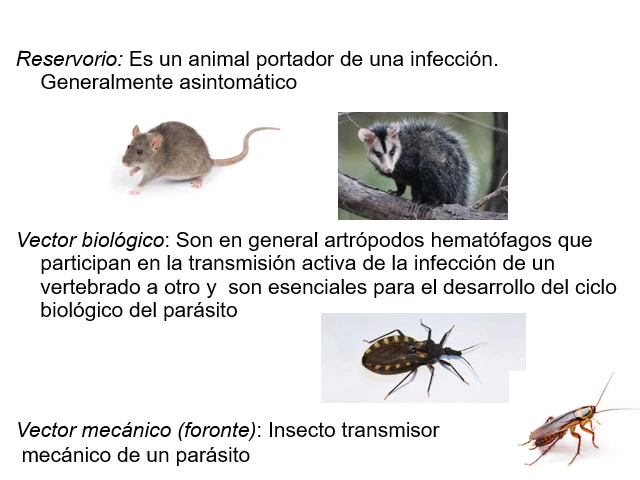 Reservorio: Es un animal portador de una infección.
Generalmente asintomático
Vector biológico: Son en general artrópodos hematófagos que
participan en la transmisión activa de la infección de un
vertebrado a otro y  son esenciales para el desarrollo del ciclo
biológico del parásito
Vector mecánico (foronte): Insecto transmisor
mecánico de un parásito